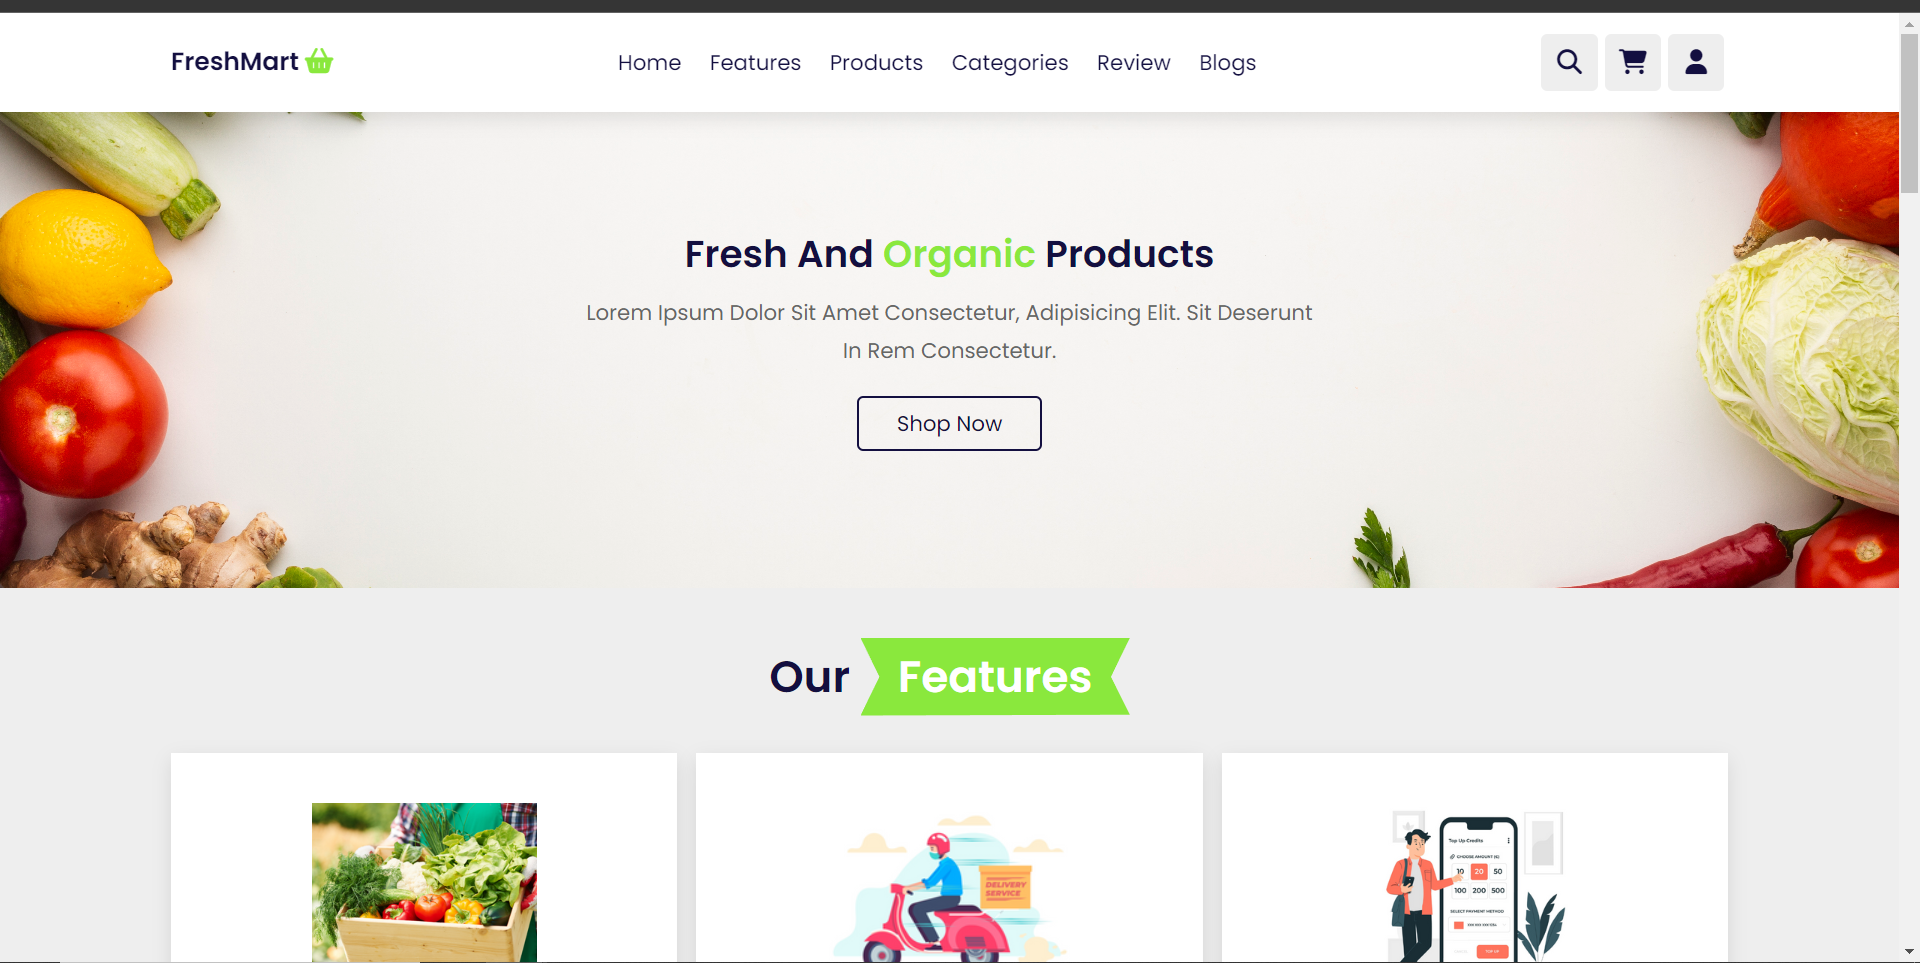 FreshMart
Home Features Products Categories Review Blogs
Fresh And Organic Products
Lorem Ipsum Dolor Sit Amet Consectetur, Adipisicing Elit. Sit Deserunt
In Rem Consectetur.
Shop Now
Our Features
DELIVERY
SERVICE
Top Up Credits
CHOOSE AMOUNT
10 20 50
100 200 500
SELECT PAYMENT METHOD
TOP UP